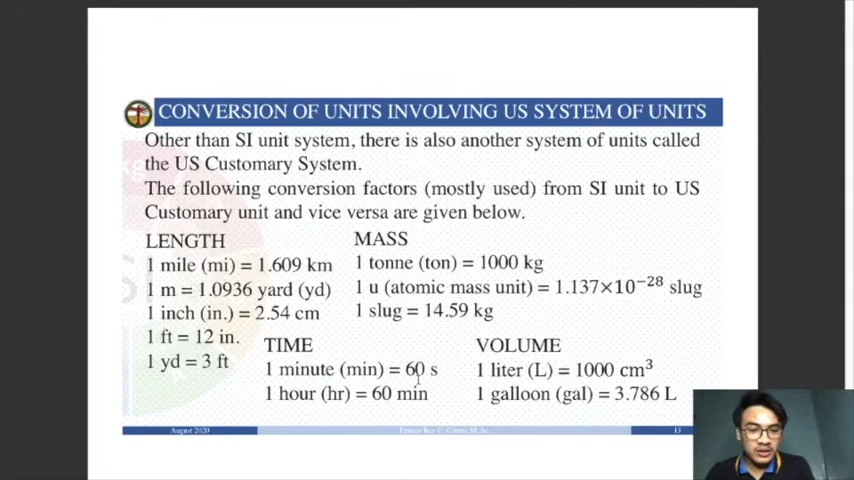 CONVERSION OF UNITS INVOLVING US SYSTEM OF UNITS
Other than SI unit system, there is also another system of units called
the US Customary System.
The following conversion factors (mostly used) from SI unit to US
Customary unit and vice versa are given below.
LENGTH
1 mile (mi) = 1.609 km
1 m = 1.0936 yard (yd)
1 inch (in.) = 2.54 cm
1 ft = 12 in.
1 yd = 3 ft
MASS
1 tonne (ton) = 1000 kg
1 u (atomic mass unit) = 1.137×10⁻²⁸ slug
1 slug = 14.59 kg
TIME
1 minute (min) = 60 s
1 hour (hr) = 60 min
VOLUME
1 liter (L) = 1000 cm³
1 galloon (gal) = 3.786 L
August 2020
13